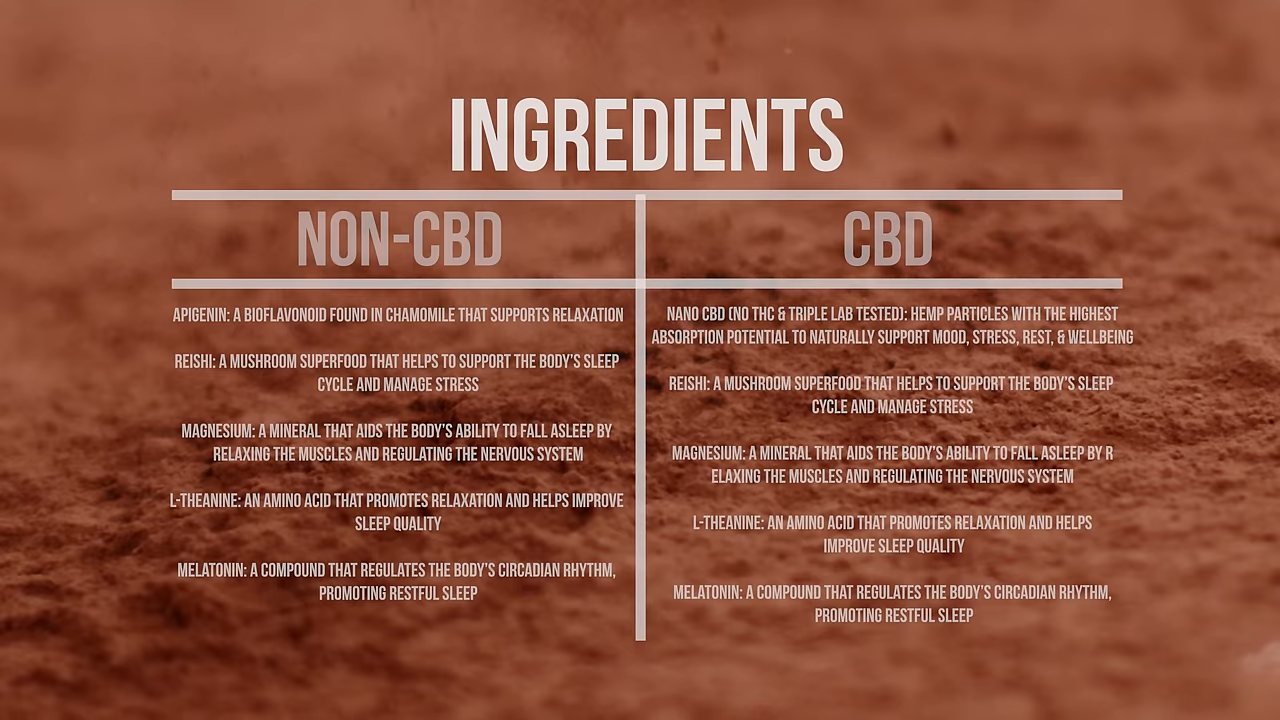 INGREDIENTS
NON-CBD
APIGENIN: A BIOFLAVONOID FOUND IN CHAMOMILE THAT SUPPORTS RELAXATION
REISHI: A MUSHROOM SUPERFOOD THAT HELPS TO SUPPORT THE BODY'S SLEEP
CYCLE AND MANAGE STRESS
MAGNESIUM: A MINERAL THAT AIDS THE BODY'S ABILITY TO FALL ASLEEP BY
RELAXING THE MUSCLES AND REGULATING THE NERVOUS SYSTEM
L-THEANINE: AN AMINO ACID THAT PROMOTES RELAXATION AND HELPS IMPROVE
SLEEP QUALITY
MELATONIN: A COMPOUND THAT REGULATES THE BODY'S CIRCADIAN RHYTHM,
PROMOTING RESTFUL SLEEP
CBD
NANO CBD (NO THC & TRIPLE LAB TESTED): HEMP PARTICLES WITH THE HIGHEST
ABSORPTION POTENTIAL TO NATURALLY SUPPORT MOOD, STRESS, REST, & WELLBEING
REISHI: A MUSHROOM SUPERFOOD THAT HELPS TO SUPPORT THE BODY'S SLEEP
CYCLE AND MANAGE STRESS
MAGNESIUM: A MINERAL THAT AIDS THE BODY'S ABILITY TO FALL ASLEEP BY R
ELAXING THE MUSCLES AND REGULATING THE NERVOUS SYSTEM
L-THEANINE: AN AMINO ACID THAT PROMOTES RELAXATION AND HELPS
IMPROVE SLEEP QUALITY
MELATONIN: A COMPOUND THAT REGULATES THE BODY'S CIRCADIAN RHYTHM,
PROMOTING RESTFUL SLEEP